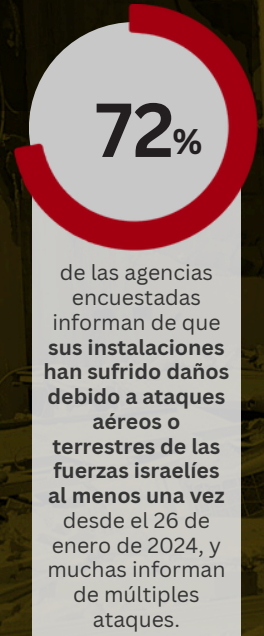 72%
de las agencias
encuestadas
informan de que
sus instalaciones
han sufrido daños
debido a ataques
aéreos o
terrestres de las
fuerzas israelíes
al menos una vez
desde el 26 de
enero de 2024, y
muchas informan
de múltiples
ataques.